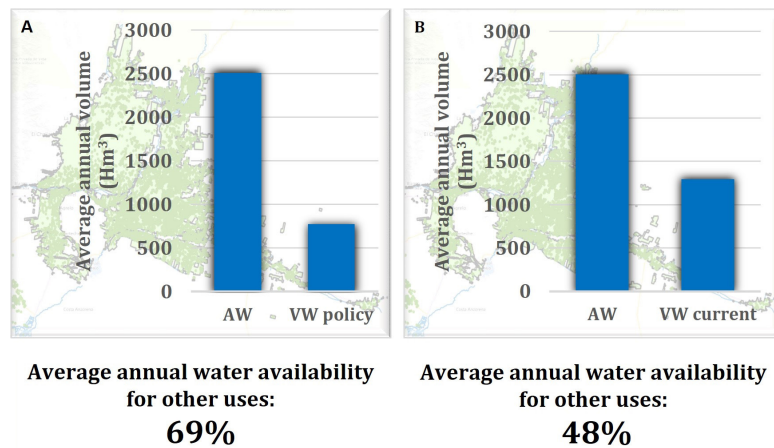 A
Average annual volume
(Hm³)
3000
2500
2000
1500
1000
500
0
AW
VW policy
B
Average annual volume
(Hm³)
3000
2500
2000
1500
1000
500
0
AW
VW current
Average annual water availability
for other uses:
69%
Average annual water availability
for other uses:
48%